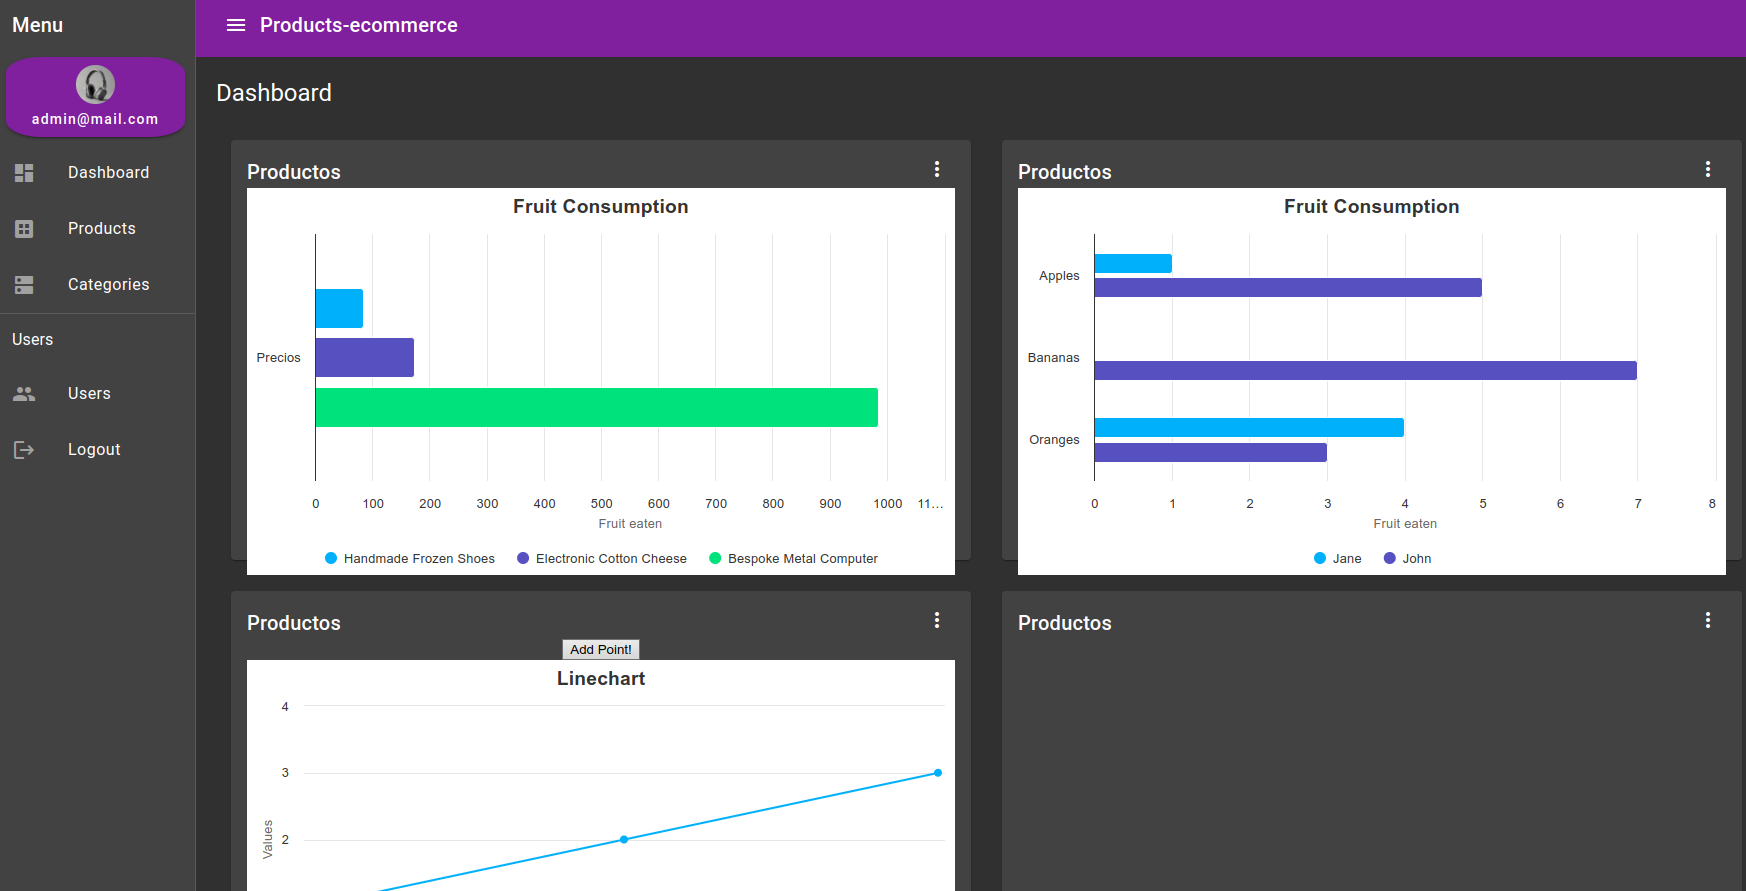 Menu
Products-ecommerce
admin@mail.com
Dashboard
Products
Categories
Users
Users
Logout
Dashboard
Productos
Fruit Consumption
Precios
0 100 200 300 400 500 600 700 800 900 1000 11...
Fruit eaten
Handmade Frozen Shoes Electronic Cotton Cheese Bespoke Metal Computer
Productos
Fruit Consumption
Apples
Bananas
Oranges
0 1 2 3 4 5 6 7 8
Fruit eaten
Jane John
Productos
Add Point!
Linechart
4
3
2
Values
Productos